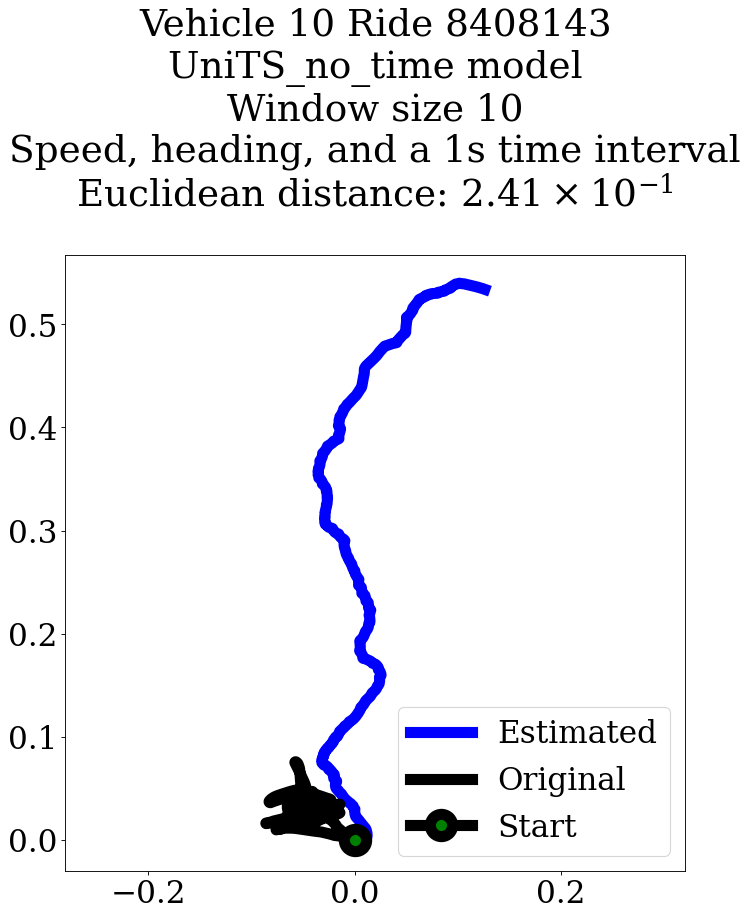 Vehicle 10 Ride 8408143
UniTS_no_time model
Window size 10
Speed, heading, and a 1s time interval
Euclidean distance: $2.41 \times 10^{-1}$
0.5
0.4
0.3
0.2
0.1
0.0
−0.2
0.0
0.2
Estimated
Original
Start